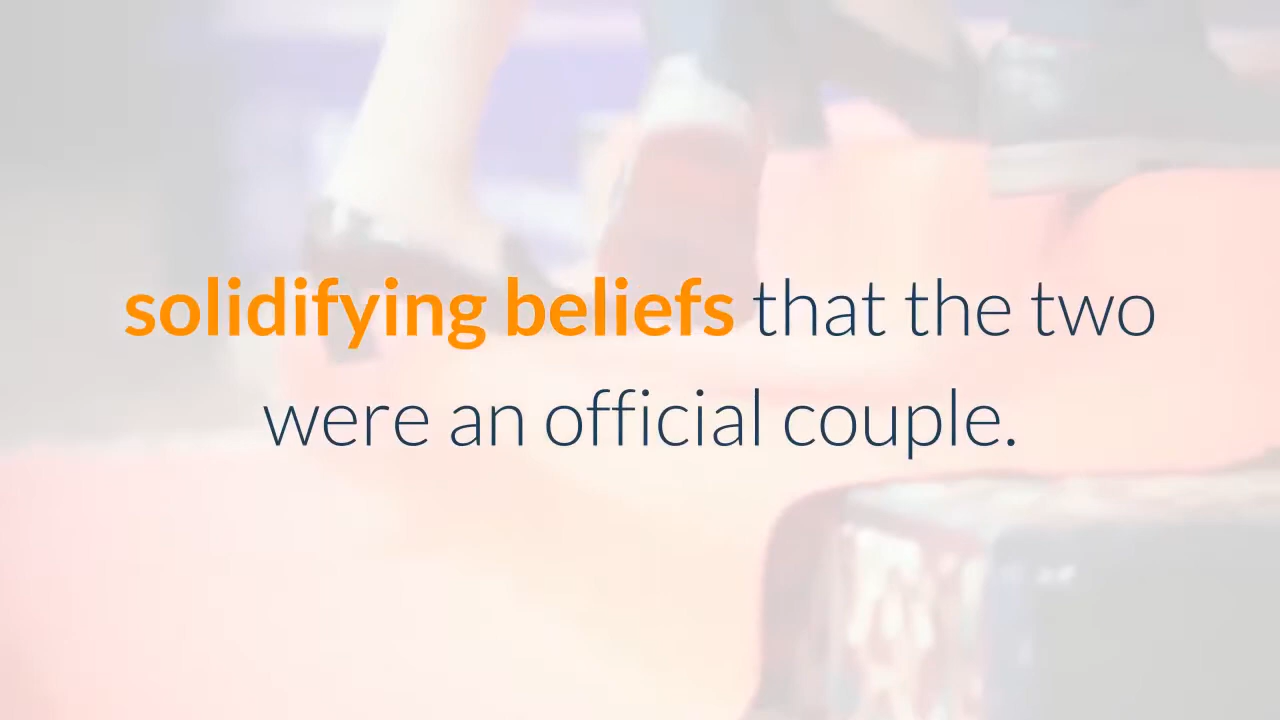 solidifying beliefs that the two
were an official couple.